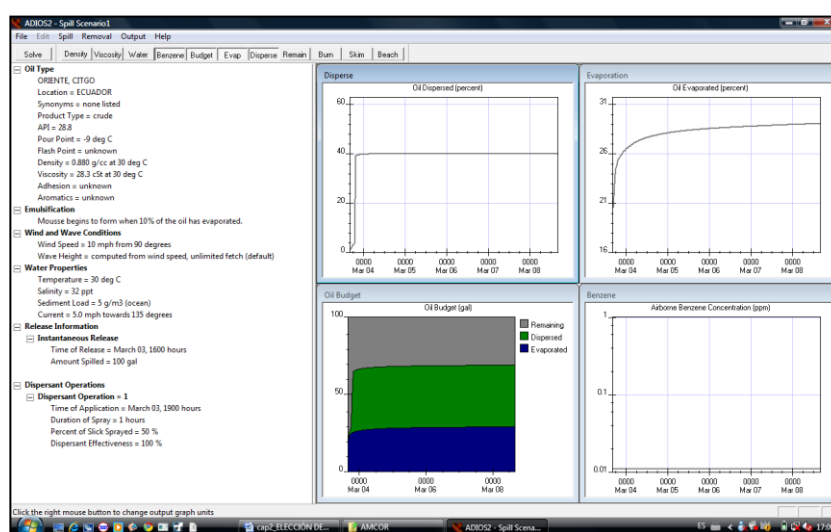 ADIOS2 - Spill Scenario1
File Edit Spill Removal Output Help
Solve Density Viscosity Water Benzene Budget Evap Disperse Remain Burn Skim Beach
Oil Type
ORIENTE, CITGO
Location = ECUADOR
Synonyms = none listed
Product Type = crude
API = 28.8
Pour Point = -9 deg C
Flash Point = unknown
Density = 0.880 g/cc at 30 deg C
Viscosity = 28.3 cSt at 30 deg C
Adhesion = unknown
Aromatics = unknown
Emulsification
Mousse begins to form when 10% of the oil has evaporated.
Wind and Wave Conditions
Wind Speed = 10 mph from 90 degrees
Wave Height = computed from wind speed, unlimited fetch (default)
Water Properties
Temperature = 30 deg C
Salinity = 32 ppt
Sediment Load = 5 g/m3 (ocean)
Current = 5.0 mph towards 135 degrees
Release Information
Instantaneous Release
Time of Release = March 03, 1600 hours
Amount Spilled = 100 gal
Dispersant Operations
Dispersant Operation = 1
Time of Application = March 03, 1900 hours
Duration of Spray = 1 hours
Percent of Slick Sprayed = 50 %
Dispersant Effectiveness = 100 %
Disperse
Oil Dispersed (percent)
60
40
20
0
0000 0000 0000 0000 0000
Mar 04 Mar 05 Mar 06 Mar 07 Mar 08
Evaporation
Oil Evaporated (percent)
31
26
21
16
0000 0000 0000 0000 0000
Mar 04 Mar 05 Mar 06 Mar 07 Mar 08
Oil Budget
Oil Budget (gal)
100
50
0
Remaining
Dispersed
Evaporated
0000 0000 0000
Mar 04 Mar 06 Mar 08
Benzene
Airborne Benzene Concentration (ppm)
1
0.1
0.01
0000 0000 0000 0000 0000
Mar 04 Mar 05 Mar 06 Mar 07 Mar 08
Click the right mouse button to change output graph units
cap2_ELECCIÓN DE... AMCOR ADIOS2 - Spill Scena... ES